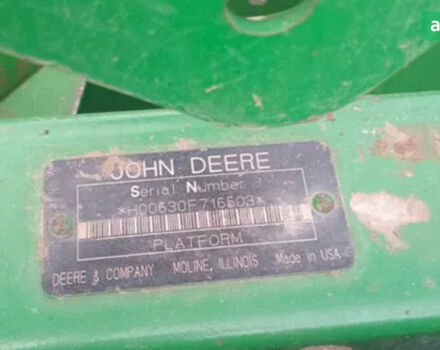 JOHN DEERE
Serial Number
*H00630F716503*
PLATFORM
DEERE & COMPANY MOLINE, ILLINOIS Made in USA